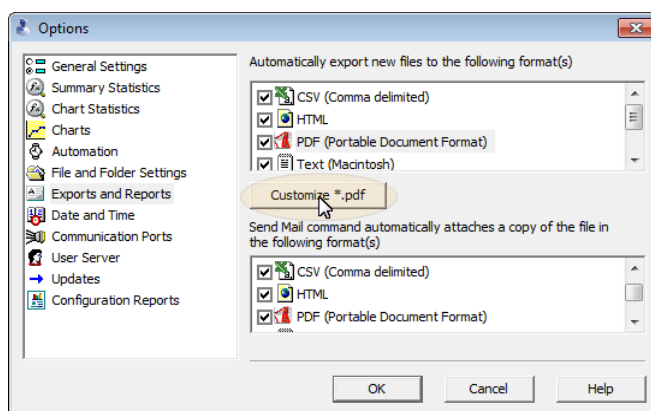 Options
General Settings
Summary Statistics
Chart Statistics
Charts
Automation
File and Folder Settings
Exports and Reports
Date and Time
Communication Ports
User Server
Updates
Configuration Reports
Automatically export new files to the following format(s)
CSV (Comma delimited)
HTML
PDF (Portable Document Format)
Text (Macintosh)
Customize *.pdf
Send Mail command automatically attaches a copy of the file in
the following format(s)
CSV (Comma delimited)
HTML
PDF (Portable Document Format)
OK
Cancel
Help